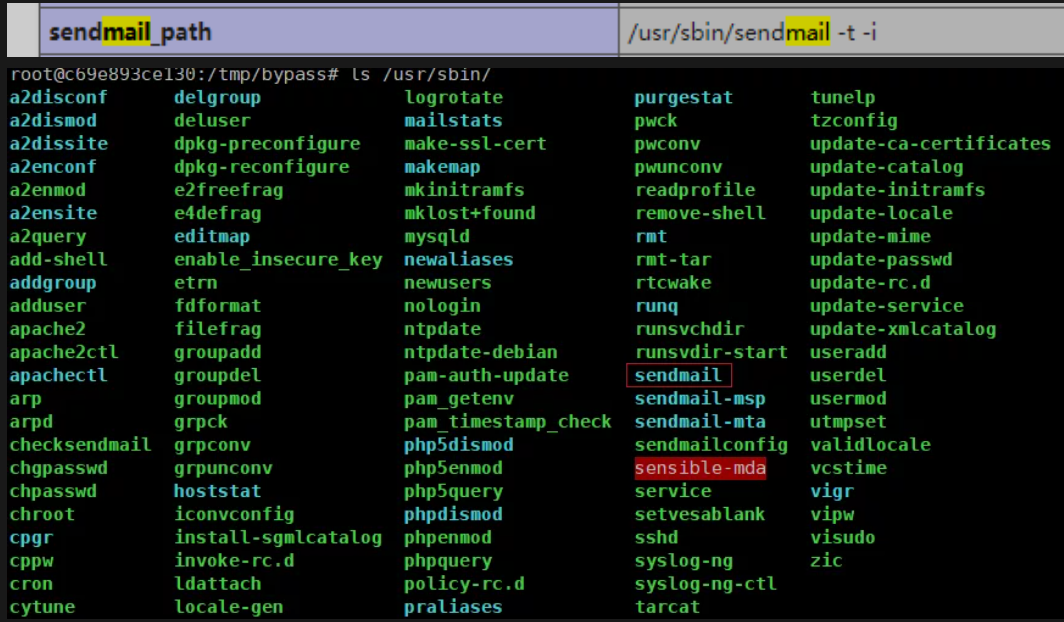 sendmail_path /usr/sbin/sendmail -t -i
root@c69e893ce130:/tmp/bypass# ls /usr/sbin/
a2disconf delgroup logrotate purgestat tunelp
a2dismod deluser mailstats pwck tzconfig
a2dissite dpkg-preconfigure make-ssl-cert pwconv update-ca-certificates
a2enconf dpkg-reconfigure makemap pwunconv update-catalog
a2enmod e2freefrag mkinitramfs readprofile update-initramfs
a2ensite e4defrag mklost+found remove-shell update-locale
a2query editmap mysqld rmt update-mime
add-shell enable_insecure_key newaliases rmt-tar update-passwd
addgroup etrn newusers rtcwake update-rc.d
adduser fdformat nologin runq update-service
apache2 filefrag ntpdate runsvchdir update-xmlcatalog
apache2ctl groupadd ntpdate-debian runsvdir-start useradd
apachectl groupdel pam-auth-update sendmail userdel
arp groupmod pam_getenv sendmail-msp usermod
arpd grpck pam_timestamp_check sendmail-mta utmpset
checksendmail grpconv php5dismod sendmailconfig validlocale
chgpasswd grpunconv php5enmod sensible-mda vcstime
chpasswd hoststat php5query service vigr
chroot iconvconfig phpdismod setvesablank vipw
cpgr install-sgmlcatalog phpenmod sshd visudo
cppw invoke-rc.d phpquery syslog-ng zic
cron ldattach policy-rc.d syslog-ng-ctl
cytune locale-gen praliases tarcat